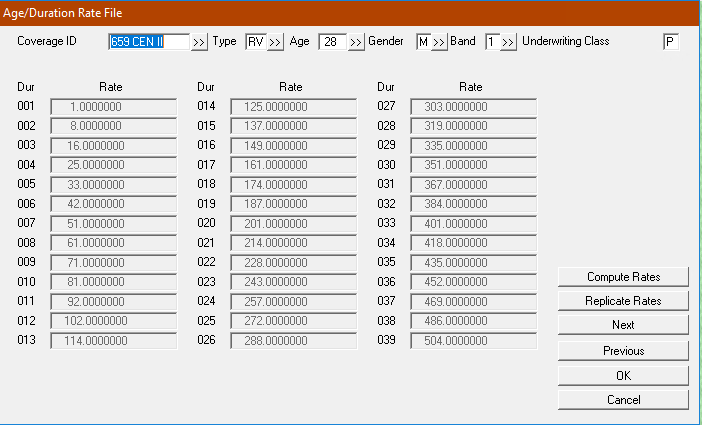 Age/Duration Rate File
Coverage ID 659 CEN II >> Type RV >> Age 28 >> Gender M >> Band 1 >> Underwriting Class P
Dur Rate Dur Rate Dur Rate
001 1.0000000 014 125.0000000 027 303.0000000
002 8.0000000 015 137.0000000 028 319.0000000
003 16.0000000 016 149.0000000 029 335.0000000
004 25.0000000 017 161.0000000 030 351.0000000
005 33.0000000 018 174.0000000 031 367.0000000
006 42.0000000 019 187.0000000 032 384.0000000
007 51.0000000 020 201.0000000 033 401.0000000
008 61.0000000 021 214.0000000 034 418.0000000
009 71.0000000 022 228.0000000 035 435.0000000
010 81.0000000 023 243.0000000 036 452.0000000
011 92.0000000 024 257.0000000 037 469.0000000
012 102.0000000 025 272.0000000 038 486.0000000
013 114.0000000 026 288.0000000 039 504.0000000
Compute Rates
Replicate Rates
Next
Previous
OK
Cancel